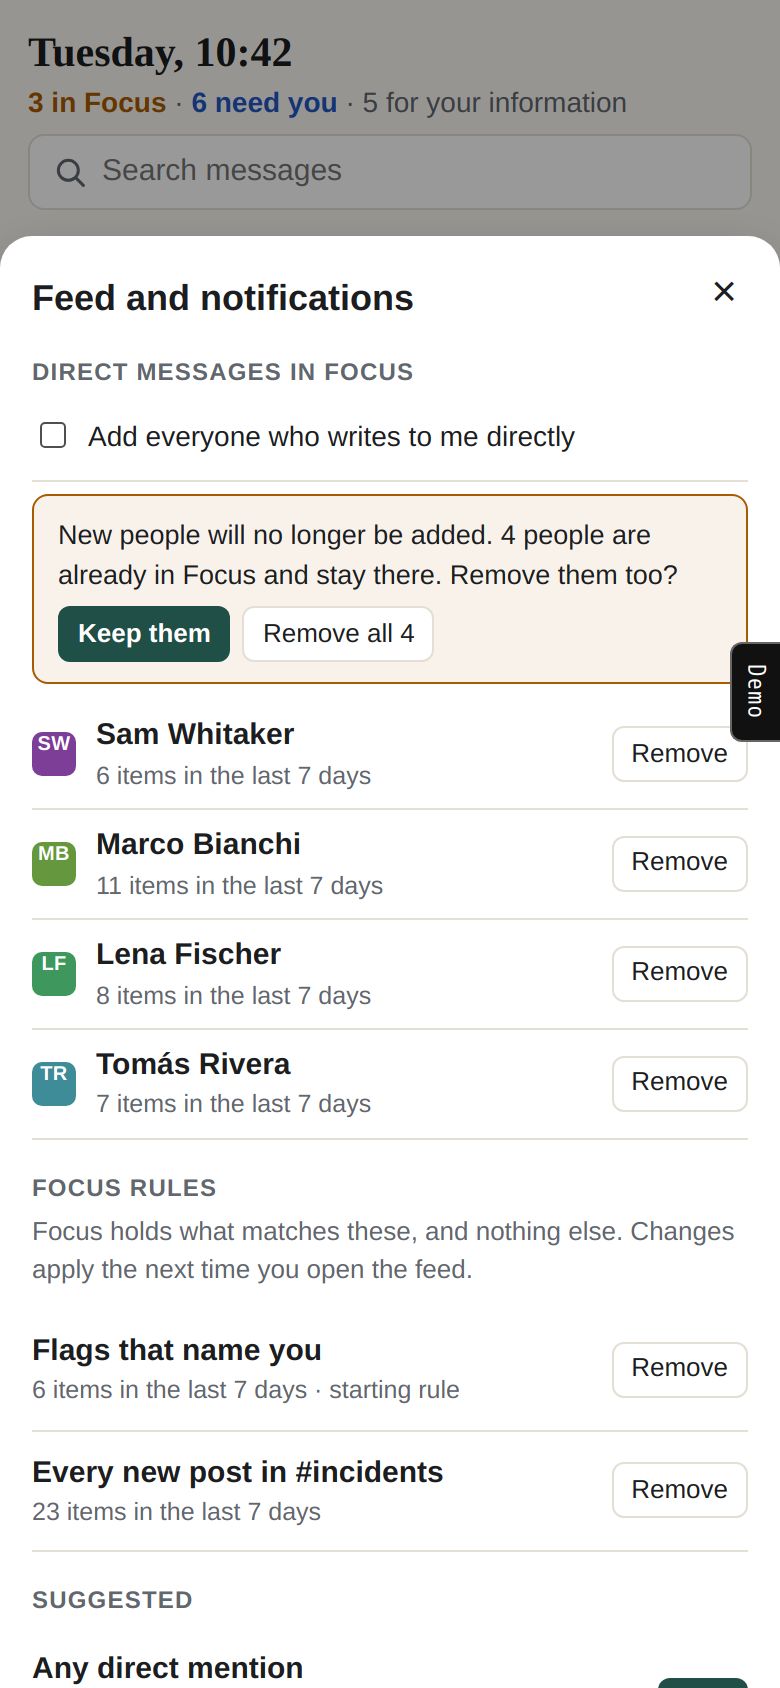 Tuesday, 10:42
3 in Focus · 6 need you · 5 for your information
Search messages
Feed and notifications
DIRECT MESSAGES IN FOCUS
Add everyone who writes to me directly
New people will no longer be added. 4 people are
already in Focus and stay there. Remove them too?
Keep them
Remove all 4
Demo
SW
Sam Whitaker
6 items in the last 7 days
Remove
MB
Marco Bianchi
11 items in the last 7 days
Remove
LF
Lena Fischer
8 items in the last 7 days
Remove
TR
Tomás Rivera
7 items in the last 7 days
Remove
FOCUS RULES
Focus holds what matches these, and nothing else. Changes
apply the next time you open the feed.
Flags that name you
6 items in the last 7 days · starting rule
Remove
Every new post in #incidents
23 items in the last 7 days
Remove
SUGGESTED
Any direct mention